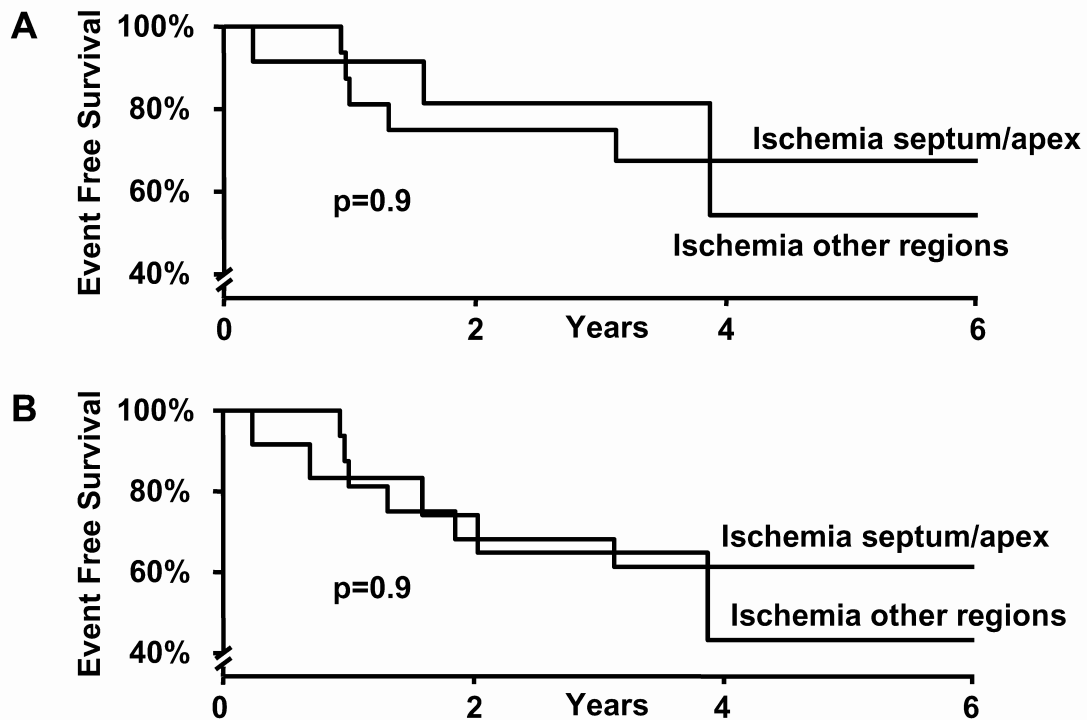 A
Event Free Survival
100%
80%
60%
40%
Ischemia septum/apex
p=0.9
Ischemia other regions
0
2
Years
4
6
B
Event Free Survival
100%
80%
60%
40%
Ischemia septum/apex
p=0.9
Ischemia other regions
0
2
Years
4
6